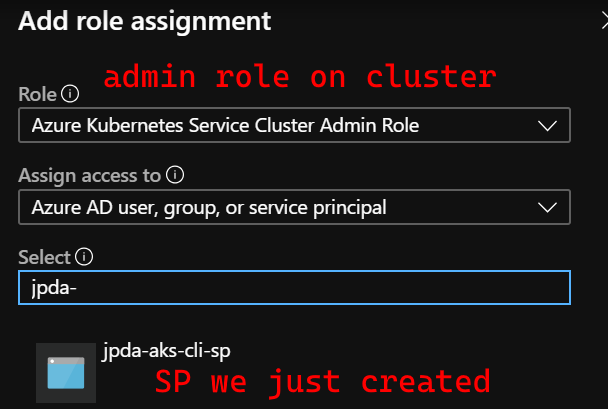 Add role assignment
admin role on cluster
Role
Azure Kubernetes Service Cluster Admin Role
Assign access to
Azure AD user, group, or service principal
Select
jpda-
jpda-aks-cli-sp
SP we just created